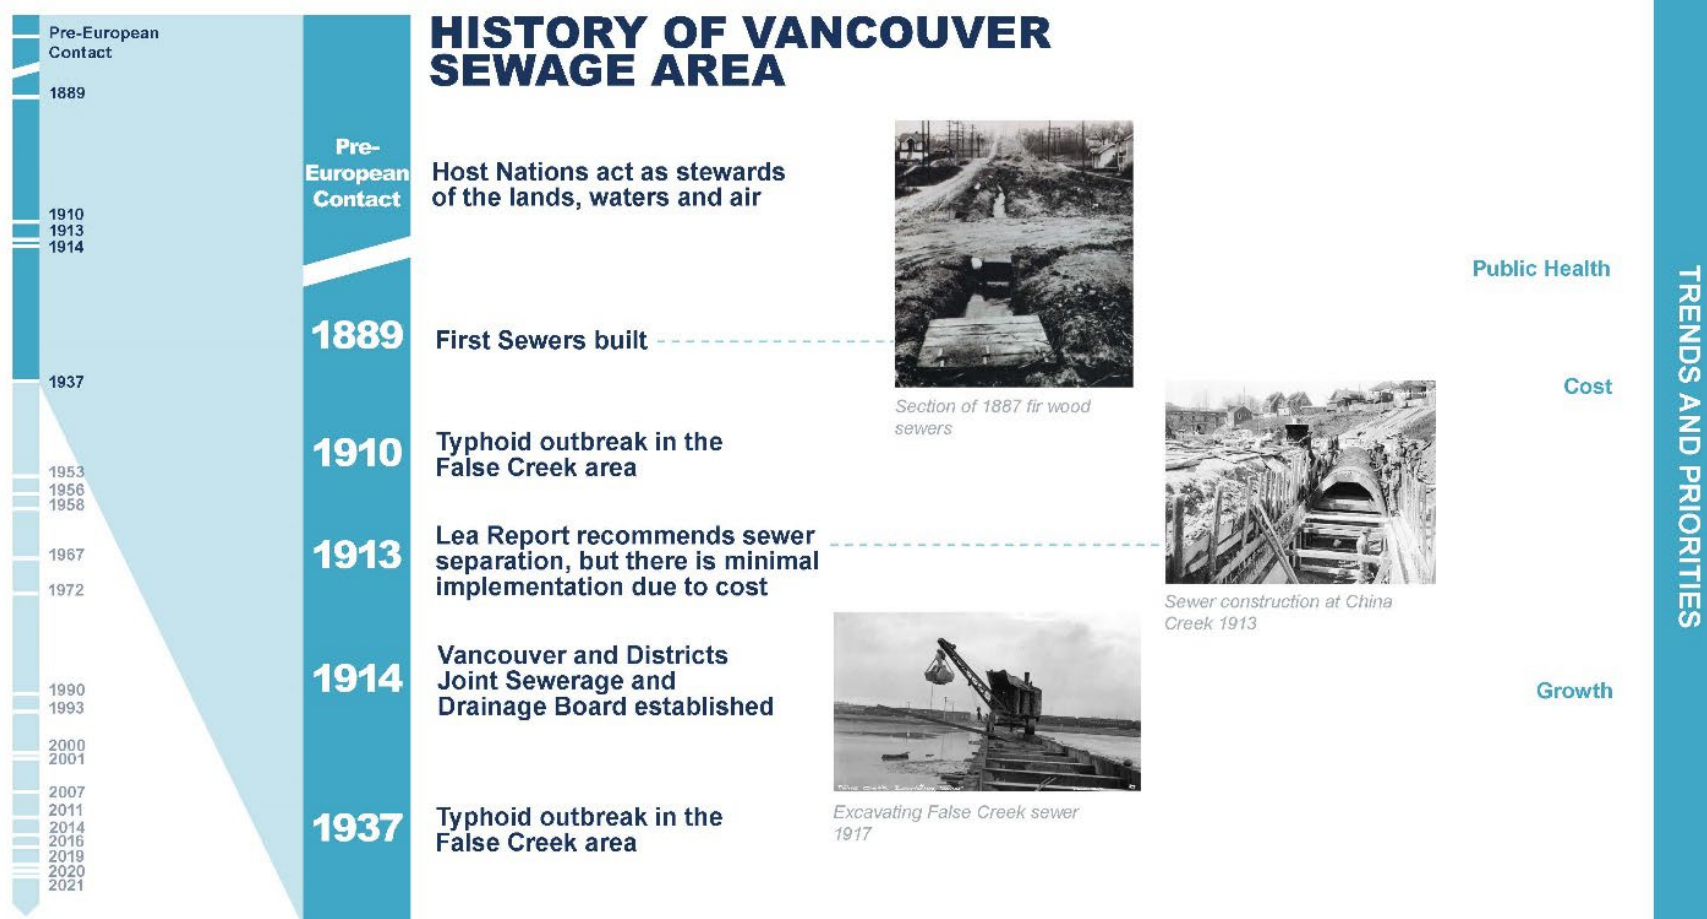 HISTORY OF VANCOUVER
SEWAGE AREA
Pre-European
Contact
1889
1910
1913
1914
1937
1953
1956
1958
1967
1972
1990
1993
2000
2001
2007
2011
2014
2016
2019
2020
2021
Pre-
European
Contact
Host Nations act as stewards
of the lands, waters and air
1889
First Sewers built
Section of 1887 fir wood
sewers
1910
Typhoid outbreak in the
False Creek area
1913
Lea Report recommends sewer
separation, but there is minimal
implementation due to cost
Sewer construction at China
Creek 1913
1914
Vancouver and Districts
Joint Sewerage and
Drainage Board established
Excavating False Creek sewer
1917
1937
Typhoid outbreak in the
False Creek area
Public Health
Cost
Growth
TRENDS AND PRIORITIES